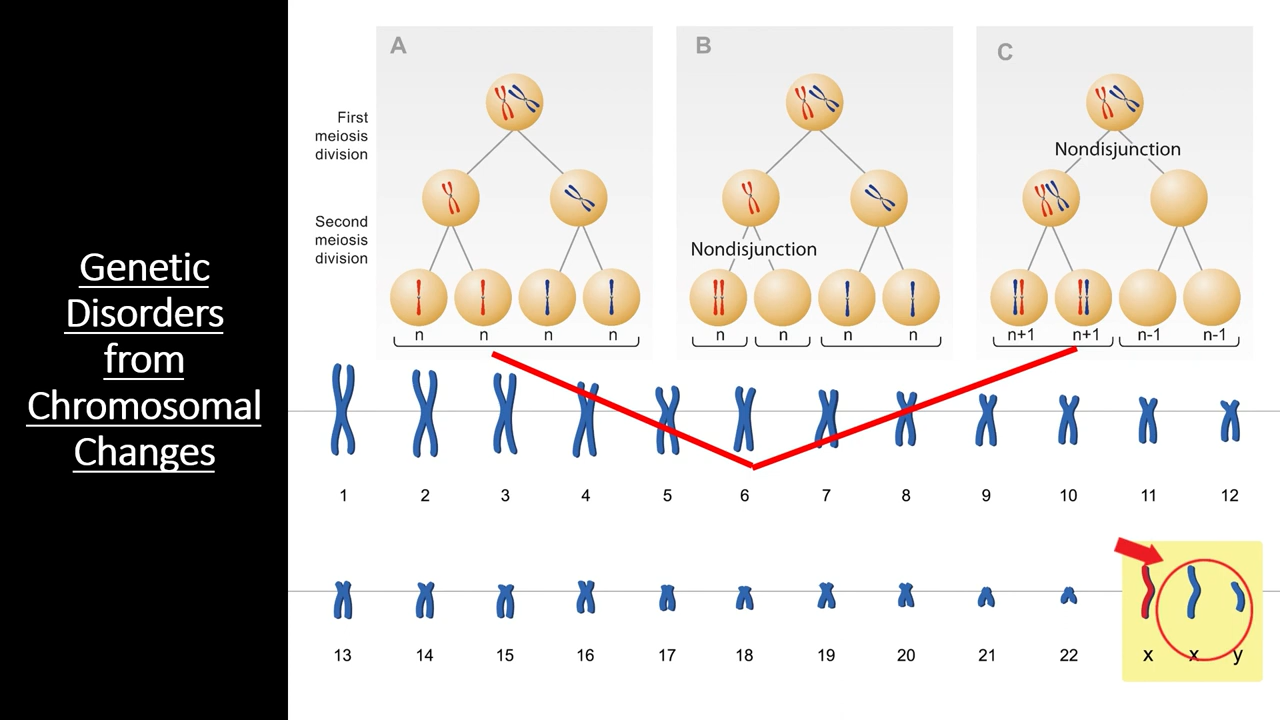 Genetic
Disorders
from
Chromosomal
Changes
A
B
C
First
meiosis
division
Nondisjunction
Second
meiosis
division
Nondisjunction
n n n n
n n n n
n+1 n+1 n-1 n-1
1 2 3 4 5 6 7 8 9 10 11 12
13 14 15 16 17 18 19 20 21 22 x x y